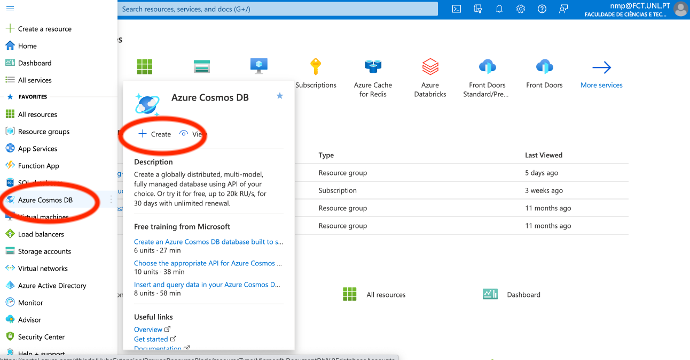 Search resources, services, and docs (G+/)
nmp@FCT.UNL.PT
FACULDADE DE CIÊNCIAS E TEC...
Create a resource
Home
Dashboard
All services
FAVORITES
All resources
Resource groups
App Services
Function App
Azure Cosmos DB
Virtual machines
Load balancers
Storage accounts
Virtual networks
Azure Active Directory
Monitor
Advisor
Security Center
Help + support
es
Subscriptions
Azure Cache
for Redis
Azure
Databricks
Front Doors
Standard/Pre...
Front Doors
More services
Azure Cosmos DB
Create
Description
Create a globally distributed, multi-model,
fully managed database using API of your
choice. Or try it for free, up to 20k RU/s, for
30 days with unlimited renewal.
Free training from Microsoft
Create an Azure Cosmos DB database built to s...
6 units · 27 min
Choose the appropriate API for Azure Cosmos ...
10 units · 38 min
Insert and query data in your Azure Cosmos D...
8 units · 58 min
Useful links
Overview
Get started
Documentation
Type
Last Viewed
Resource group
5 days ago
Subscription
3 weeks ago
Resource group
11 months ago
Resource group
11 months ago
All resources
Dashboard